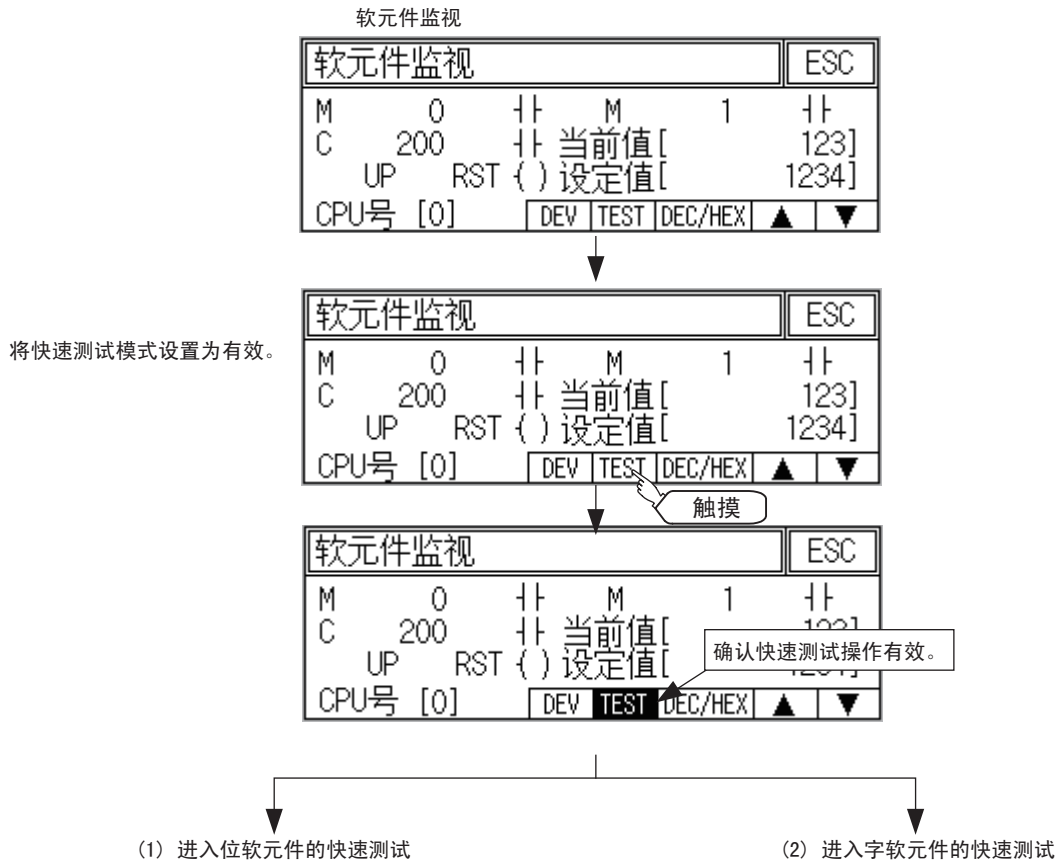 软元件监视
软元件监视 ESC
M 0 ┤├ M 1 ┤├
C 200 ┤├ 当前值[ 123]
UP RST ( ) 设定值[ 1234]
CPU号 [0] DEV TEST DEC/HEX ▲ ▼
软元件监视 ESC
将快速测试模式设置为有效。
M 0 ┤├ M 1 ┤├
C 200 ┤├ 当前值[ 123]
UP RST ( ) 设定值[ 1234]
CPU号 [0] DEV TEST DEC/HEX ▲ ▼
触摸
软元件监视 ESC
M 0 ┤├ M 1 ┤├
C 200 ┤├ 当前值[
确认快速测试操作有效。
UP RST ( ) 设定值[
CPU号 [0] DEV TEST DEC/HEX ▲ ▼
(1) 进入位软元件的快速测试 (2) 进入字软元件的快速测试